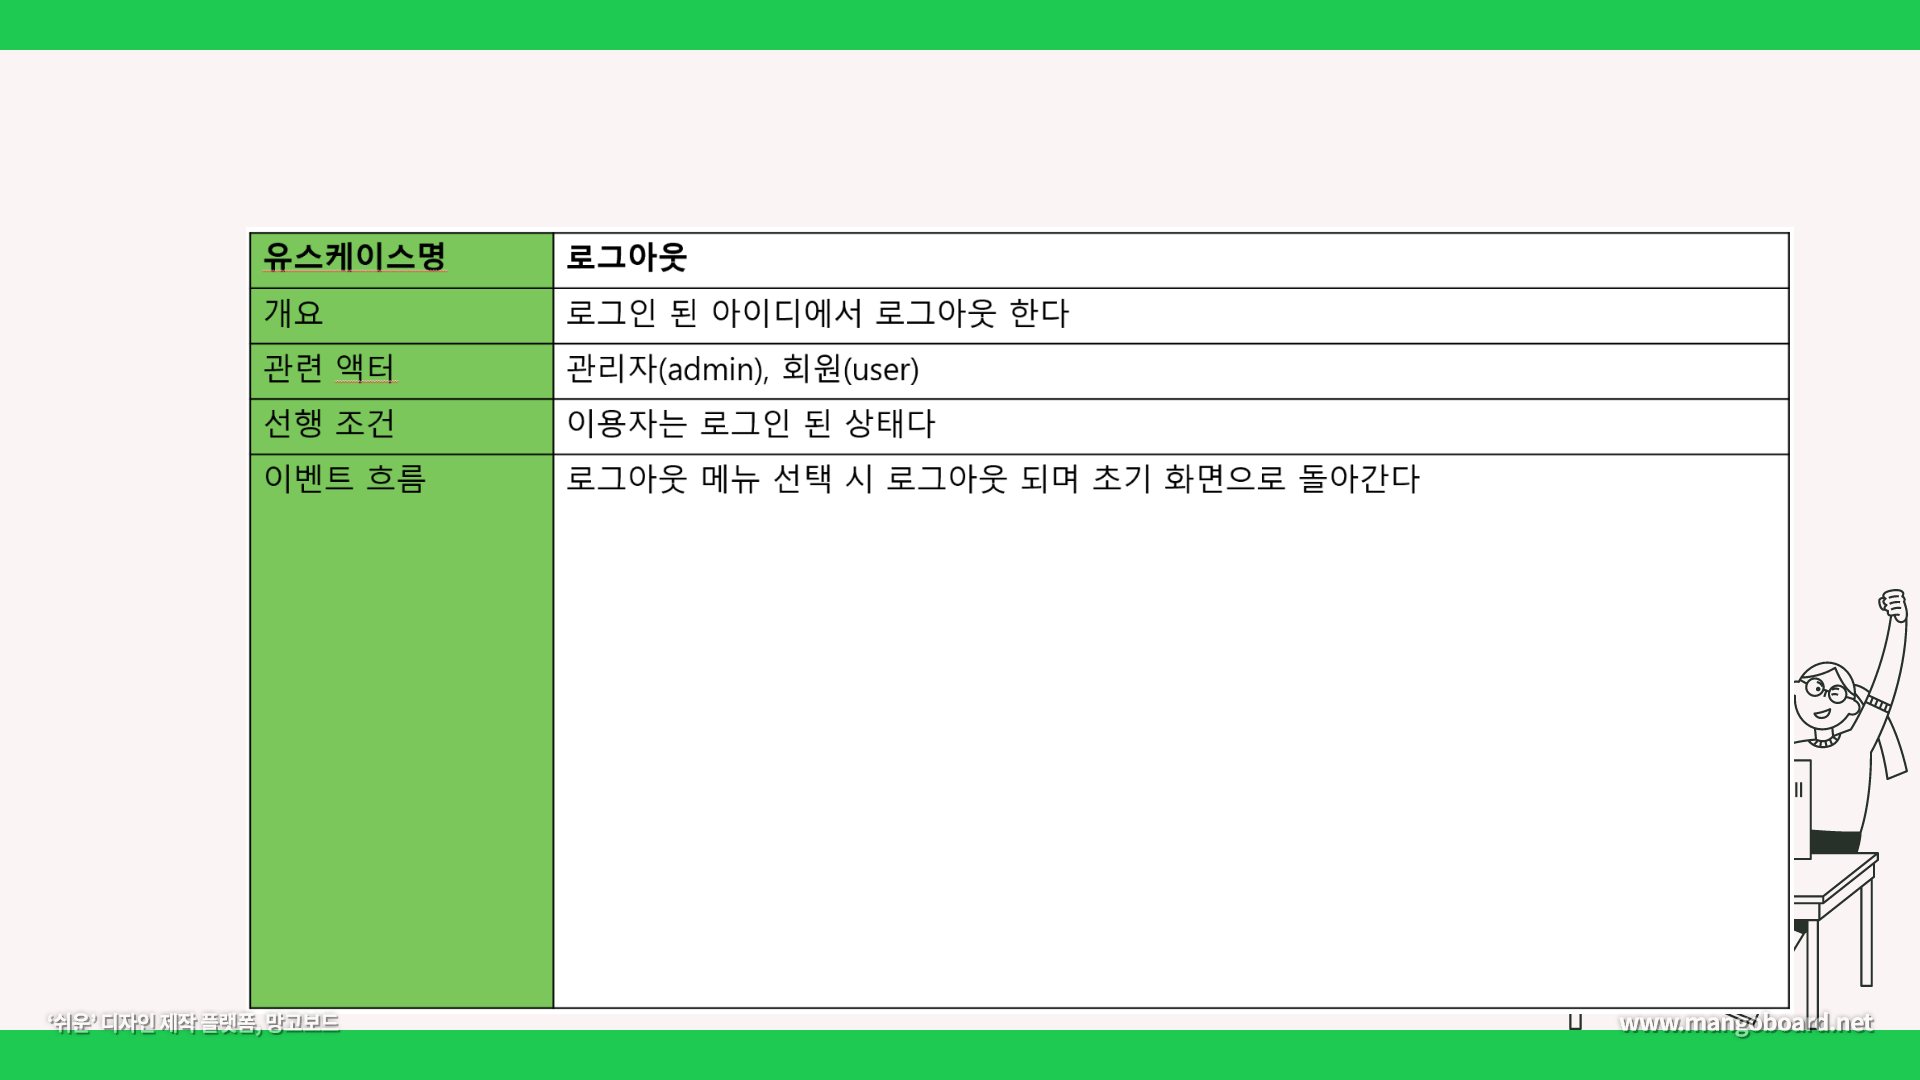 유스케이스명 로그아웃
개요 로그인 된 아이디에서 로그아웃 한다
관련 액터 관리자(admin), 회원(user)
선행 조건 이용자는 로그인 된 상태다
이벤트 흐름 로그아웃 메뉴 선택 시 로그아웃 되며 초기 화면으로 돌아간다
'쉬운' 디자인 제작 플랫폼, 망고보드 www.mangoboard.net